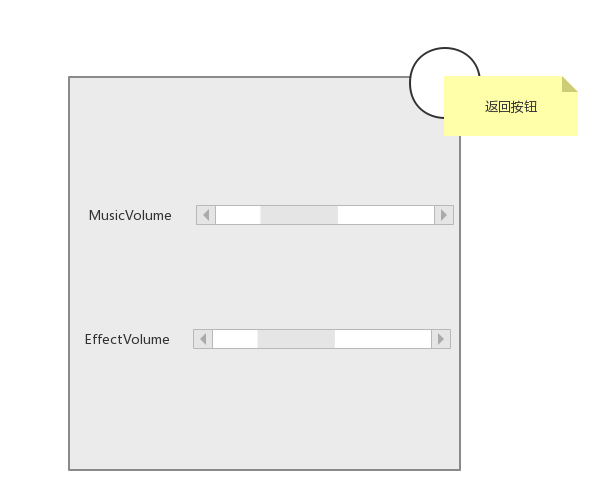 返回按钮
MusicVolume
EffectVolume